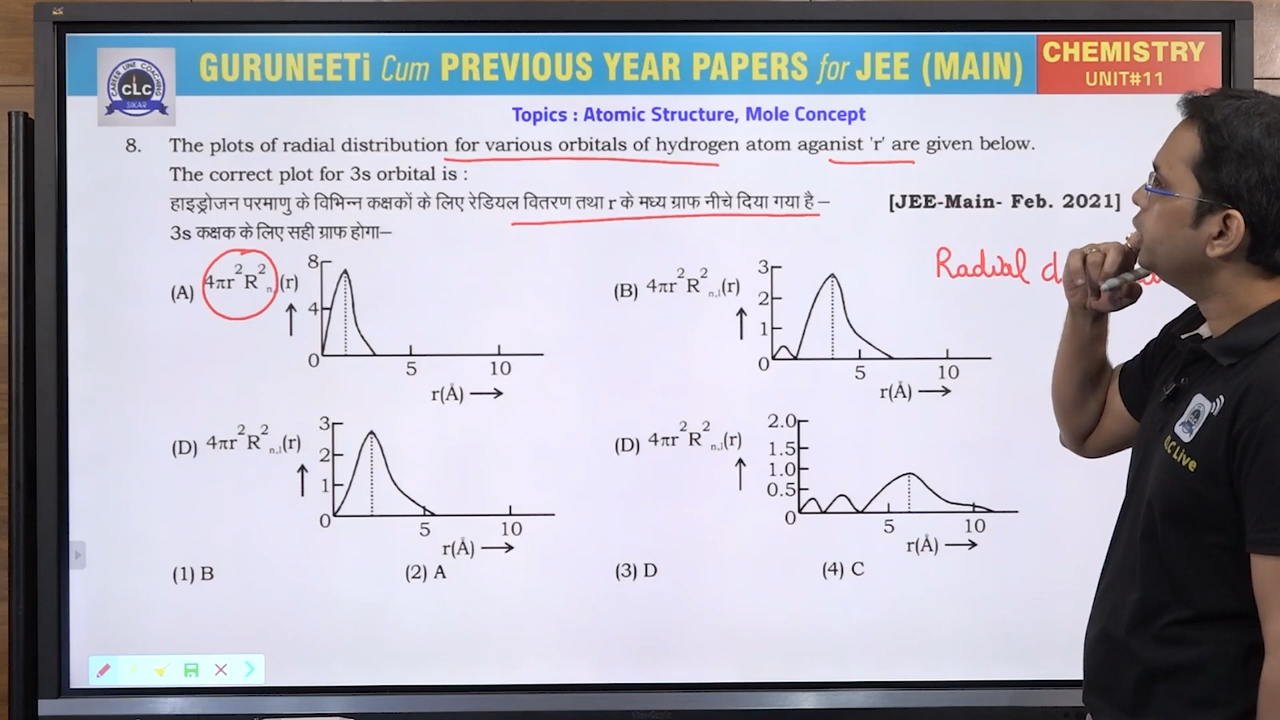 GURUNEETi Cum PREVIOUS YEAR PAPERS for JEE (MAIN)
CHEMISTRY
UNIT#11
CAREER LINE COACHING
CLC
SIKAR
Topics : Atomic Structure, Mole Concept
8. The plots of radial distribution for various orbitals of hydrogen atom aganist 'r' are given below.
The correct plot for 3s orbital is :
हाइड्रोजन परमाणु के विभिन्न कक्षकों के लिए रेडियल वितरण तथा r के मध्य ग्राफ नीचे दिया गया है –
[JEE-Main- Feb. 2021]
3s कक्षक के लिए सही ग्राफ होगा–
Radial d
(A) 4πr²R²n (r)
8
4
0
5 10
r(Å)
(B) 4πr²R²n,l(r)
3
2
1
0
5 10
r(Å)
(D) 4πr²R²n,l(r)
3
2
1
0
5 10
r(Å)
(D) 4πr²R²n,l(r)
2.0
1.5
1.0
0.5
0
5 10
r(Å)
(1) B (2) A (3) D (4) C
LC Live